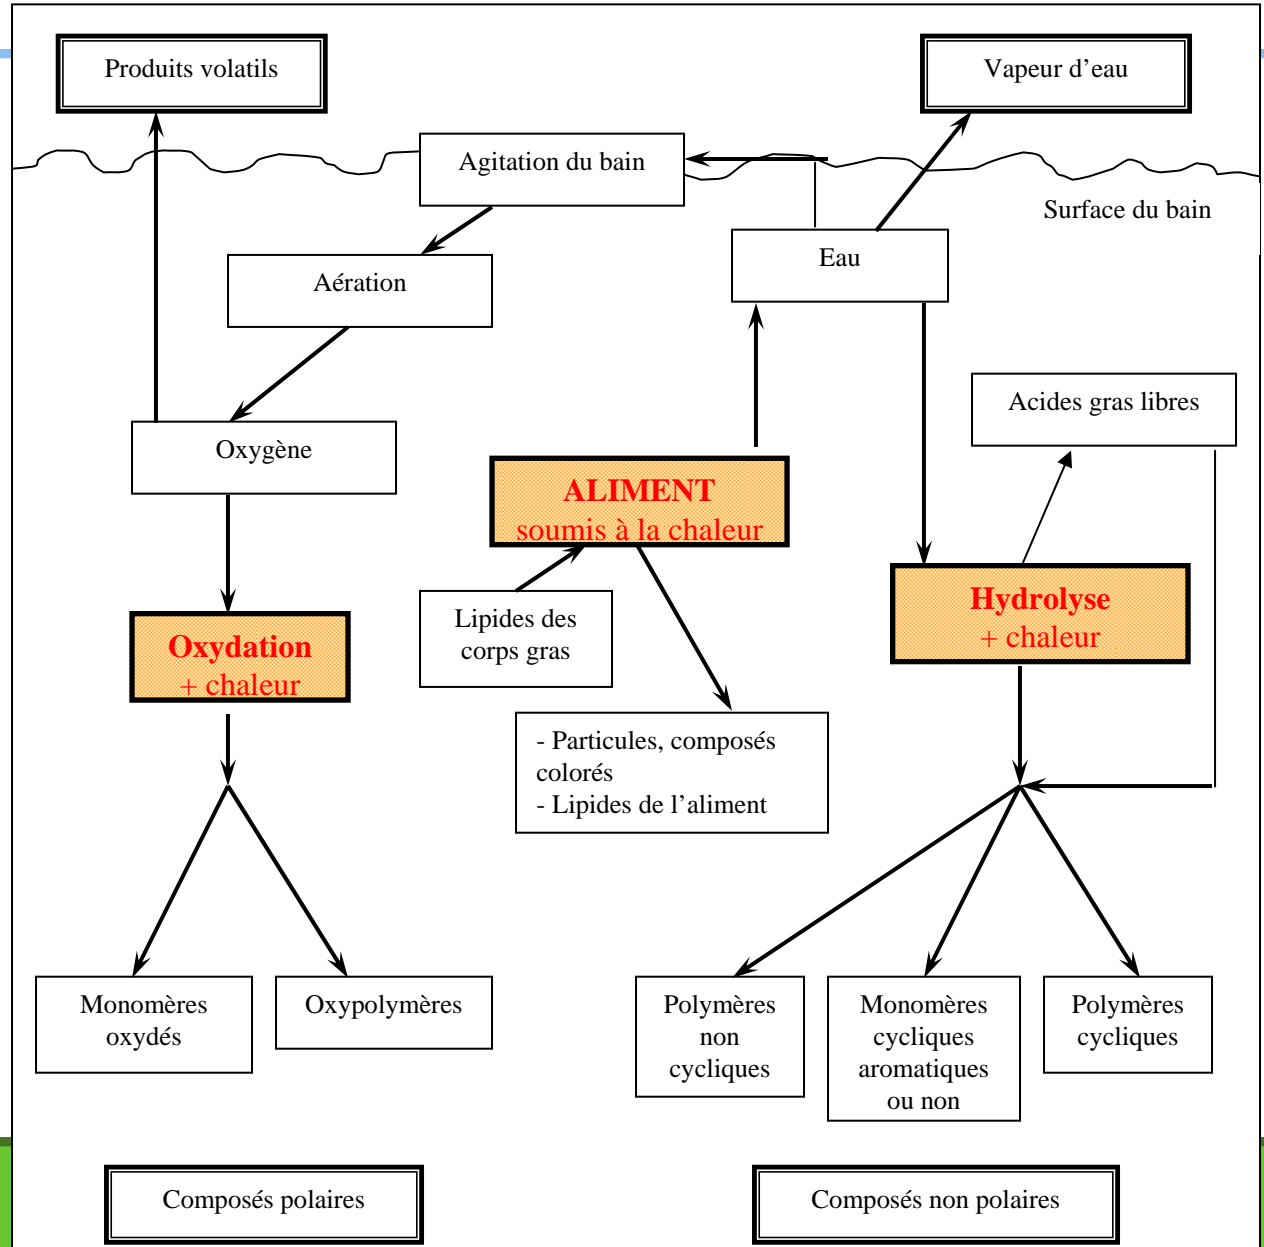 Produits volatils
Vapeur d’eau
Agitation du bain
Surface du bain
Eau
Aération
Acides gras libres
Oxygène
ALIMENT
soumis à la chaleur
Hydrolyse
+ chaleur
Lipides des
corps gras
Oxydation
+ chaleur
- Particules, composés
colorés
- Lipides de l’aliment
Monomères
oxydés
Oxypolymères
Polymères
non
cycliques
Monomères
cycliques
aromatiques
ou non
Polymères
cycliques
Composés polaires
Composés non polaires